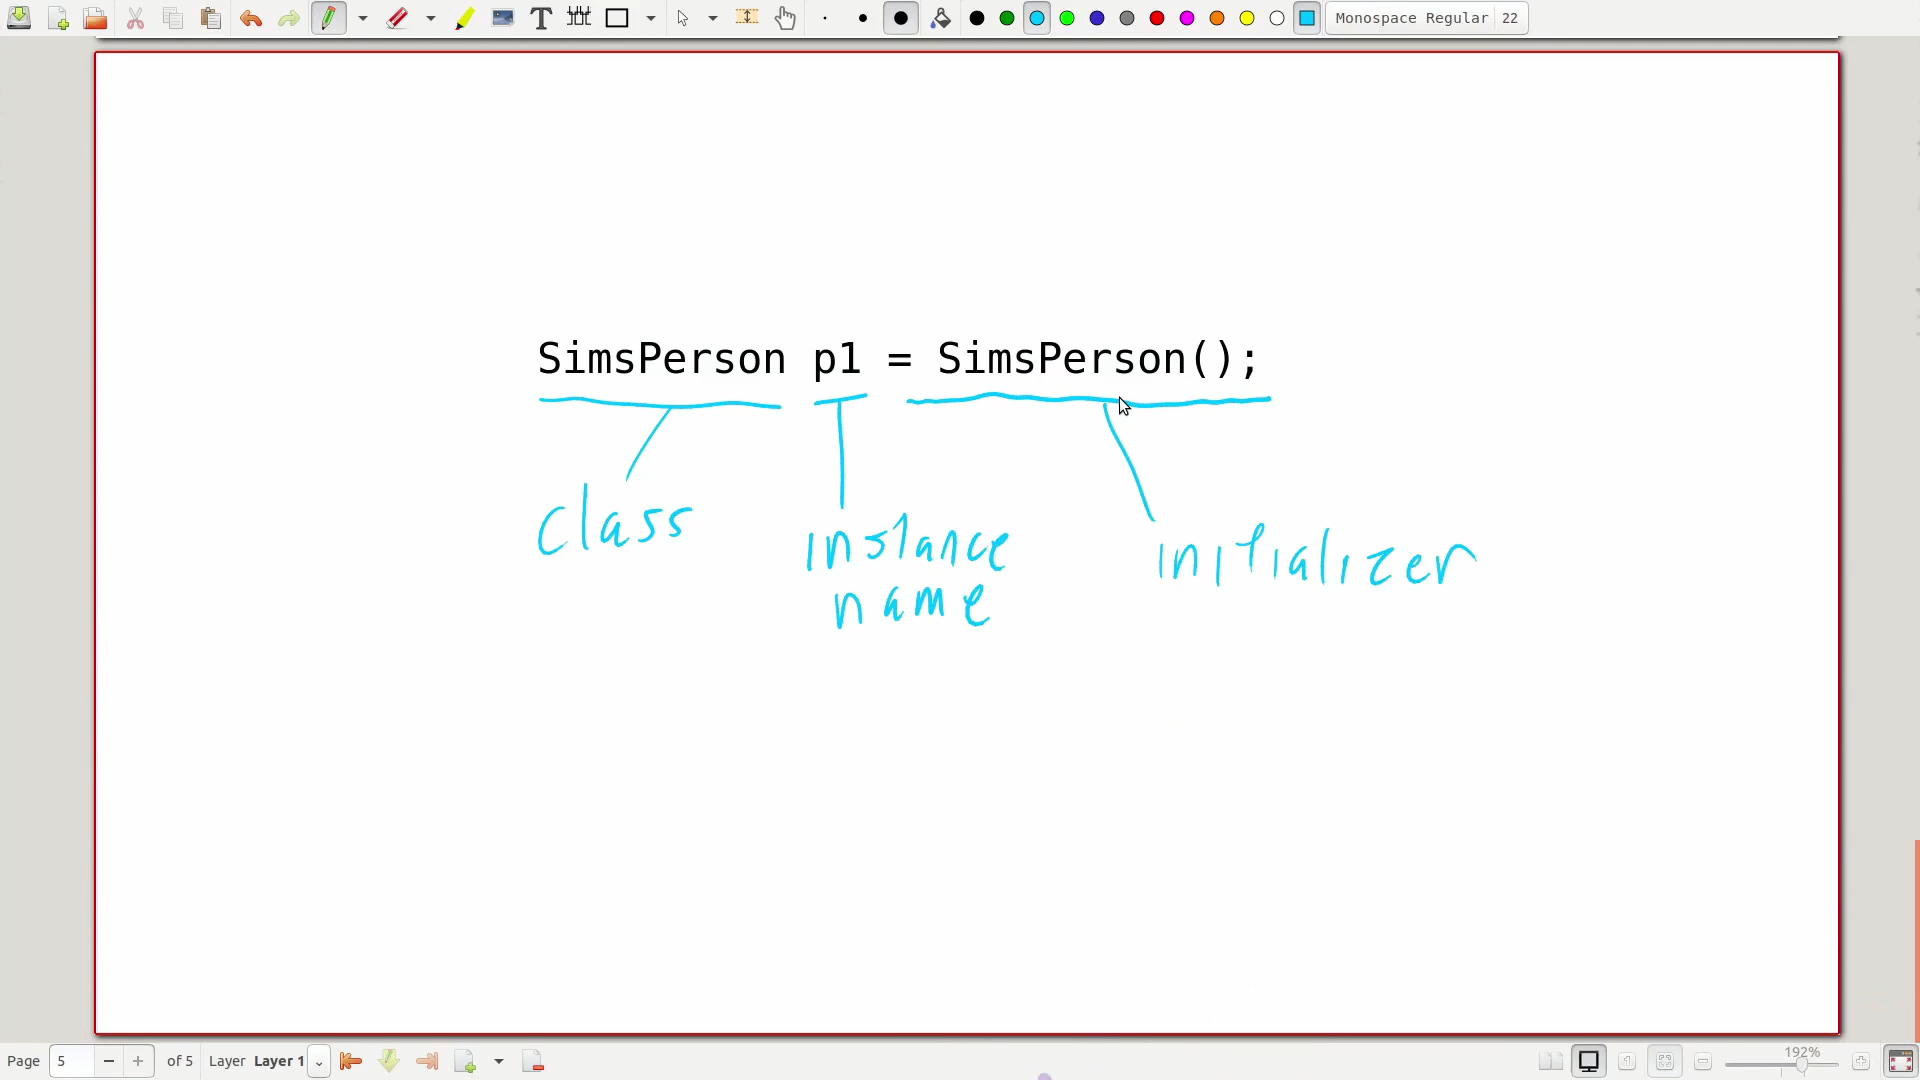 Monospace Regular 22
SimsPerson p1 = SimsPerson();
class
instance
name
initializer
Page 5 of 5 Layer Layer 1 192%